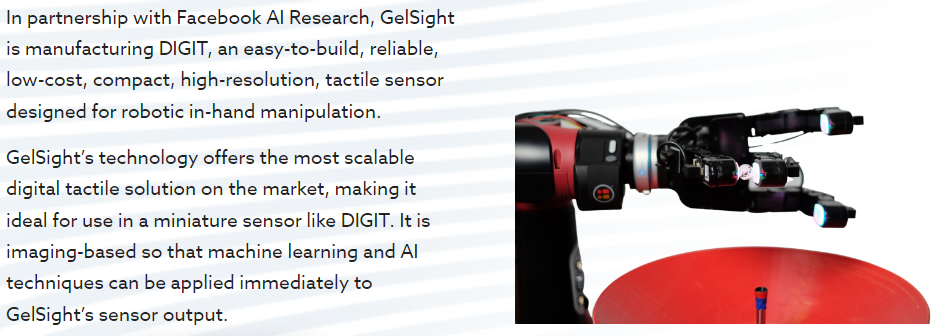 In partnership with Facebook AI Research, GelSight
is manufacturing DIGIT, an easy-to-build, reliable,
low-cost, compact, high-resolution, tactile sensor
designed for robotic in-hand manipulation.
GelSight’s technology offers the most scalable
digital tactile solution on the market, making it
ideal for use in a miniature sensor like DIGIT. It is
imaging-based so that machine learning and AI
techniques can be applied immediately to
GelSight’s sensor output.